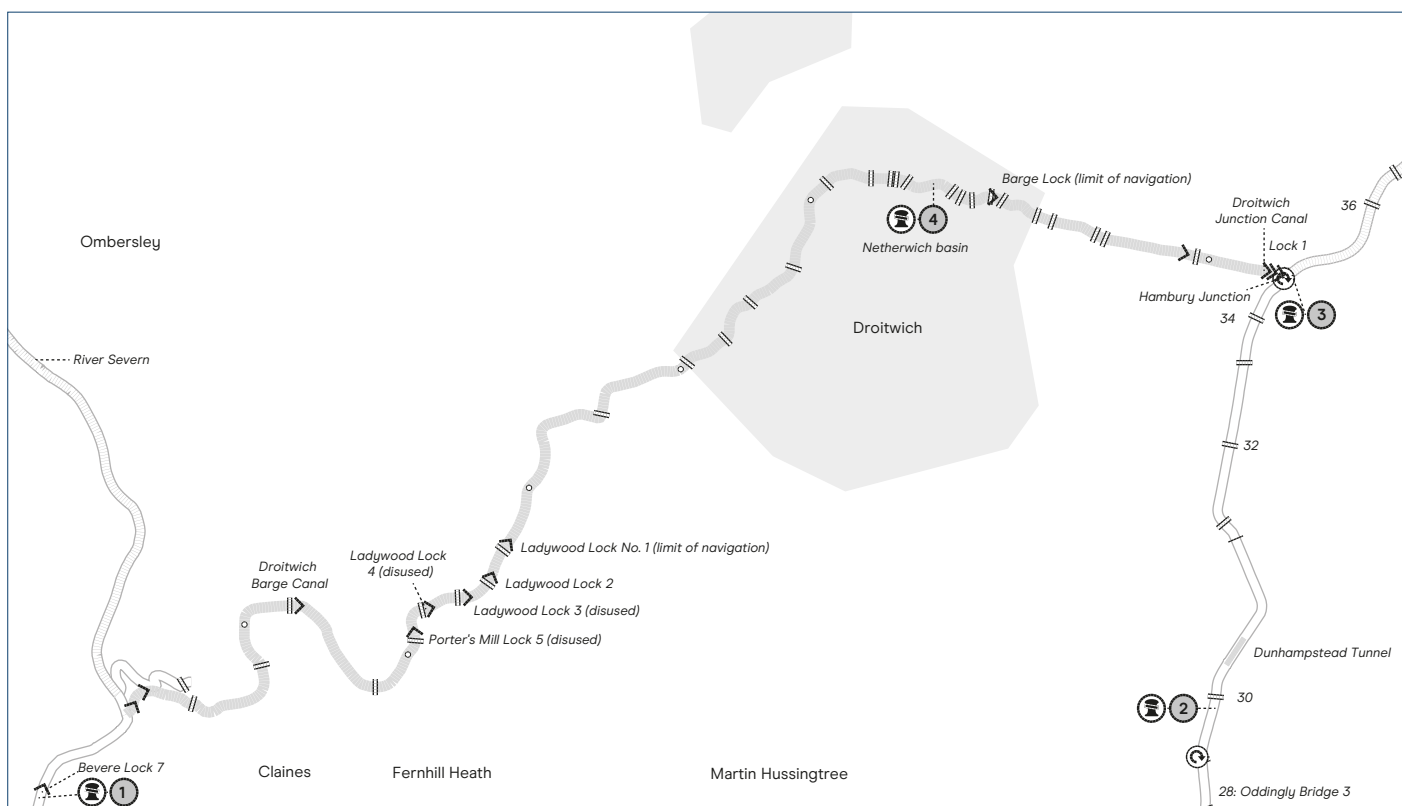 Barge Lock (limit of navigation)
4
Netherwich basin
Droitwich
Junction Canal
Lock 1
36
Ombersley
Hambury Junction
3
34
Droitwich
River Severn
32
Ladywood Lock
4 (disused)
Ladywood Lock No. 1 (limit of navigation)
Droitwich
Barge Canal
Ladywood Lock 2
Ladywood Lock 3 (disused)
Porter's Mill Lock 5 (disused)
Dunhampstead Tunnel
30
2
Bevere Lock 7
1
Claines
Fernhill Heath
Martin Hussingtree
28: Oddingly Bridge 3